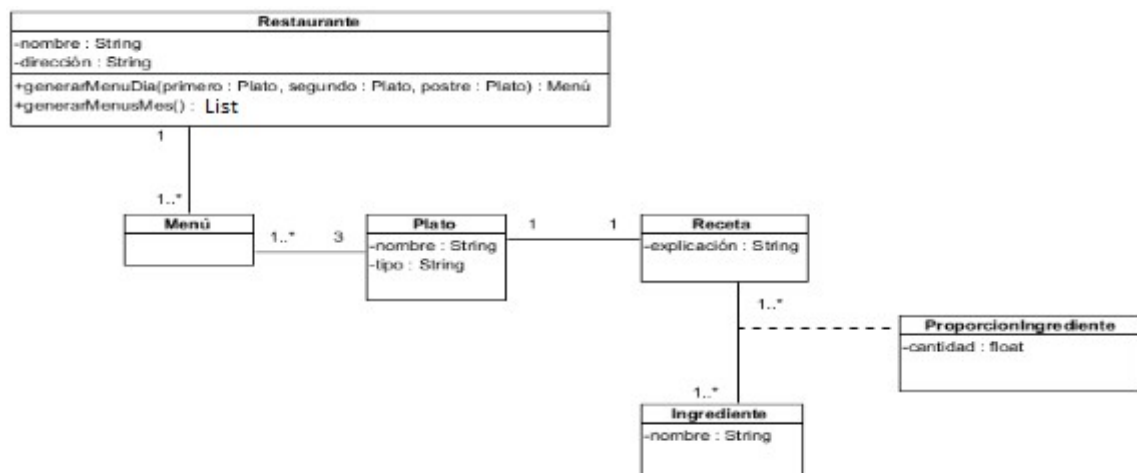 Restaurante
-nombre : String
-dirección : String
+generarMenuDia(primero : Plato, segundo : Plato, postre : Plato) : Menú
+generarMenusMes() : List
1
1..*
Menú
1..*
3
Plato
-nombre : String
-tipo : String
1
1
Receta
-explicación : String
1..*
ProporcionIngrediente
-cantidad : float
1..*
Ingrediente
-nombre : String